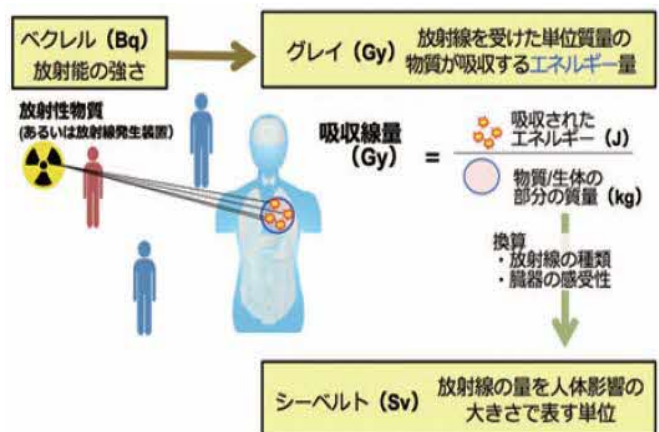 ベクレル（Bq）
放射能の強さ
グレイ（Gy）
放射線を受けた単位質量の
物質が吸収するエネルギー量
放射性物質
(あるいは放射線発生装置)
吸収線量
（Gy）
=
吸収された
エネルギー（J）
物質/生体の
部分の質量（kg）
換算
・放射線の種類
・臓器の感受性
シーベルト（Sv）
放射線の量を人体影響の
大きさで表す単位